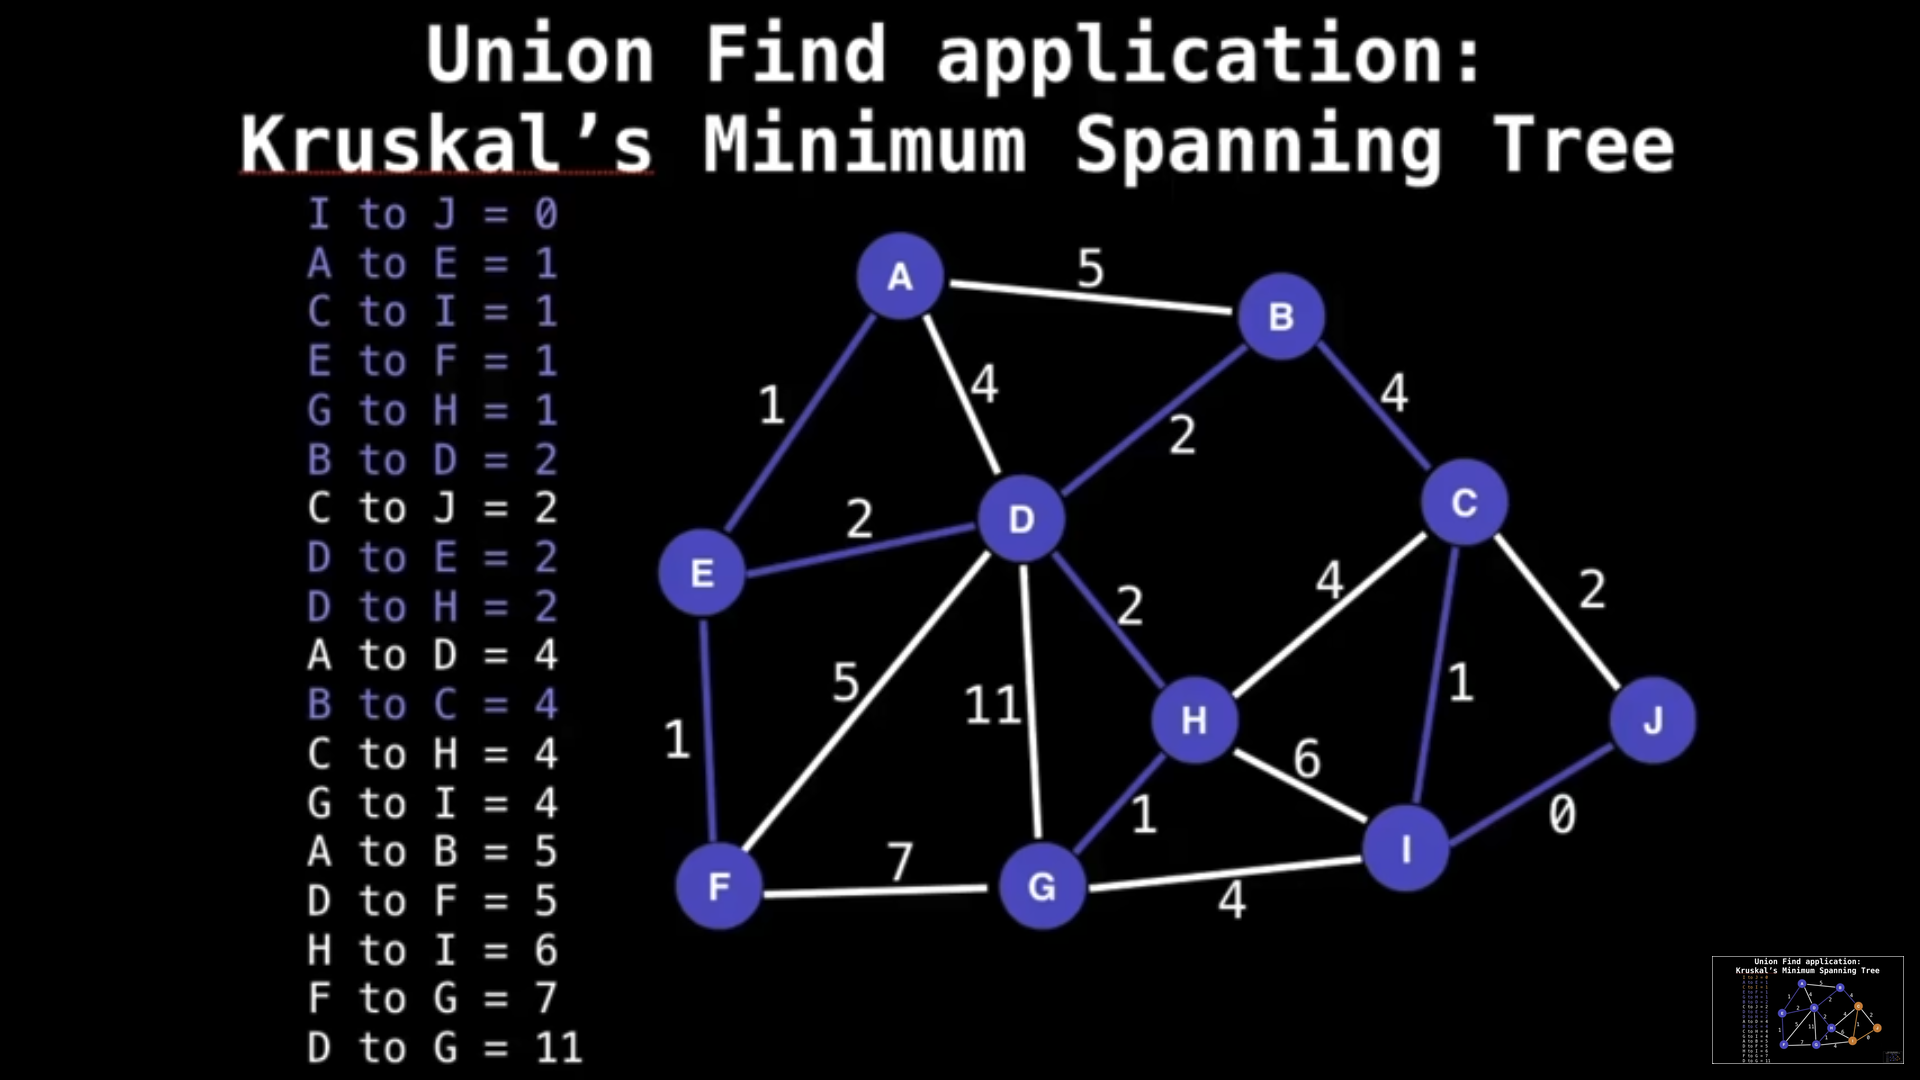 Union Find application:
Kruskal’s Minimum Spanning Tree
I to J = 0
A to E = 1
C to I = 1
E to F = 1
G to H = 1
B to D = 2
C to J = 2
D to E = 2
D to H = 2
A to D = 4
B to C = 4
C to H = 4
G to I = 4
A to B = 5
D to F = 5
H to I = 6
F to G = 7
D to G = 11
A
5
B
1
4
2
4
E
2
D
C
5
11
2
4
1
2
1
H
6
J
F
7
G
1
4
I
0
Union Find application:
Kruskal’s Minimum Spanning Tree